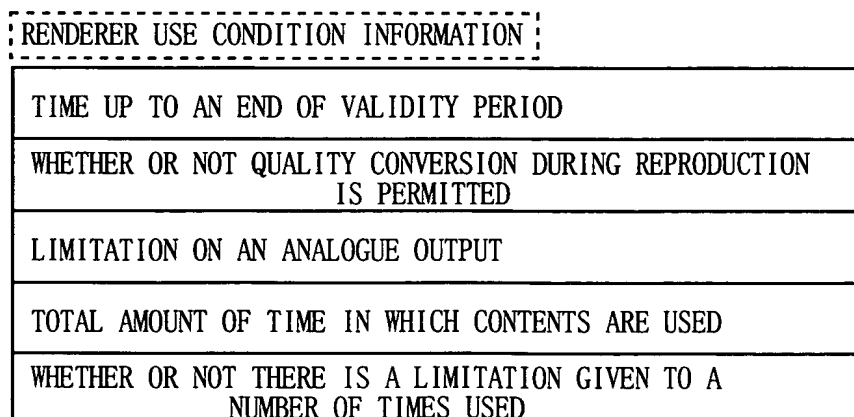 RENDERER USE CONDITION INFORMATION
TIME UP TO AN END OF VALIDITY PERIOD
WHETHER OR NOT QUALITY CONVERSION DURING REPRODUCTION
IS PERMITTED
LIMITATION ON AN ANALOGUE OUTPUT
TOTAL AMOUNT OF TIME IN WHICH CONTENTS ARE USED
WHETHER OR NOT THERE IS A LIMITATION GIVEN TO A
NUMBER OF TIMES USED